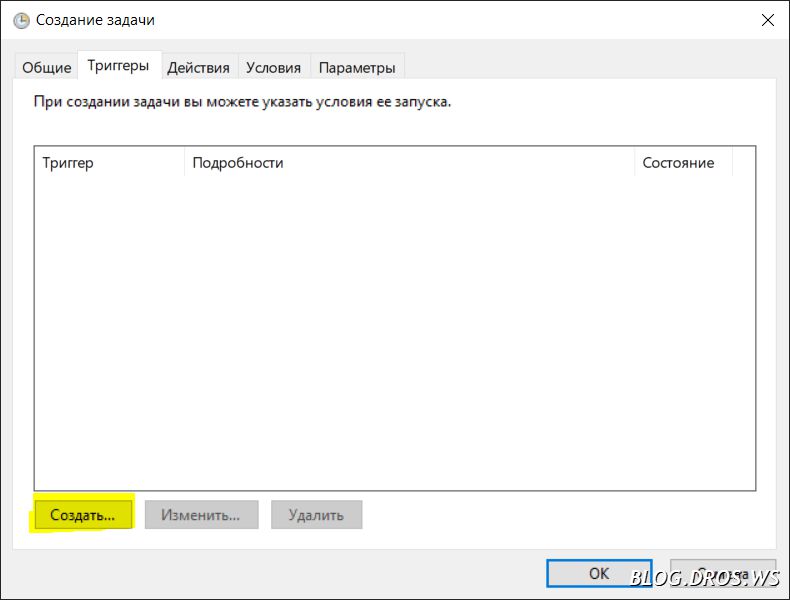 Создание задачи
Общие Триггеры Действия Условия Параметры
При создании задачи вы можете указать условия ее запуска.
Триггер Подробности Состояние
Создать... Изменить... Удалить
OK
BLOG.DROS.WS